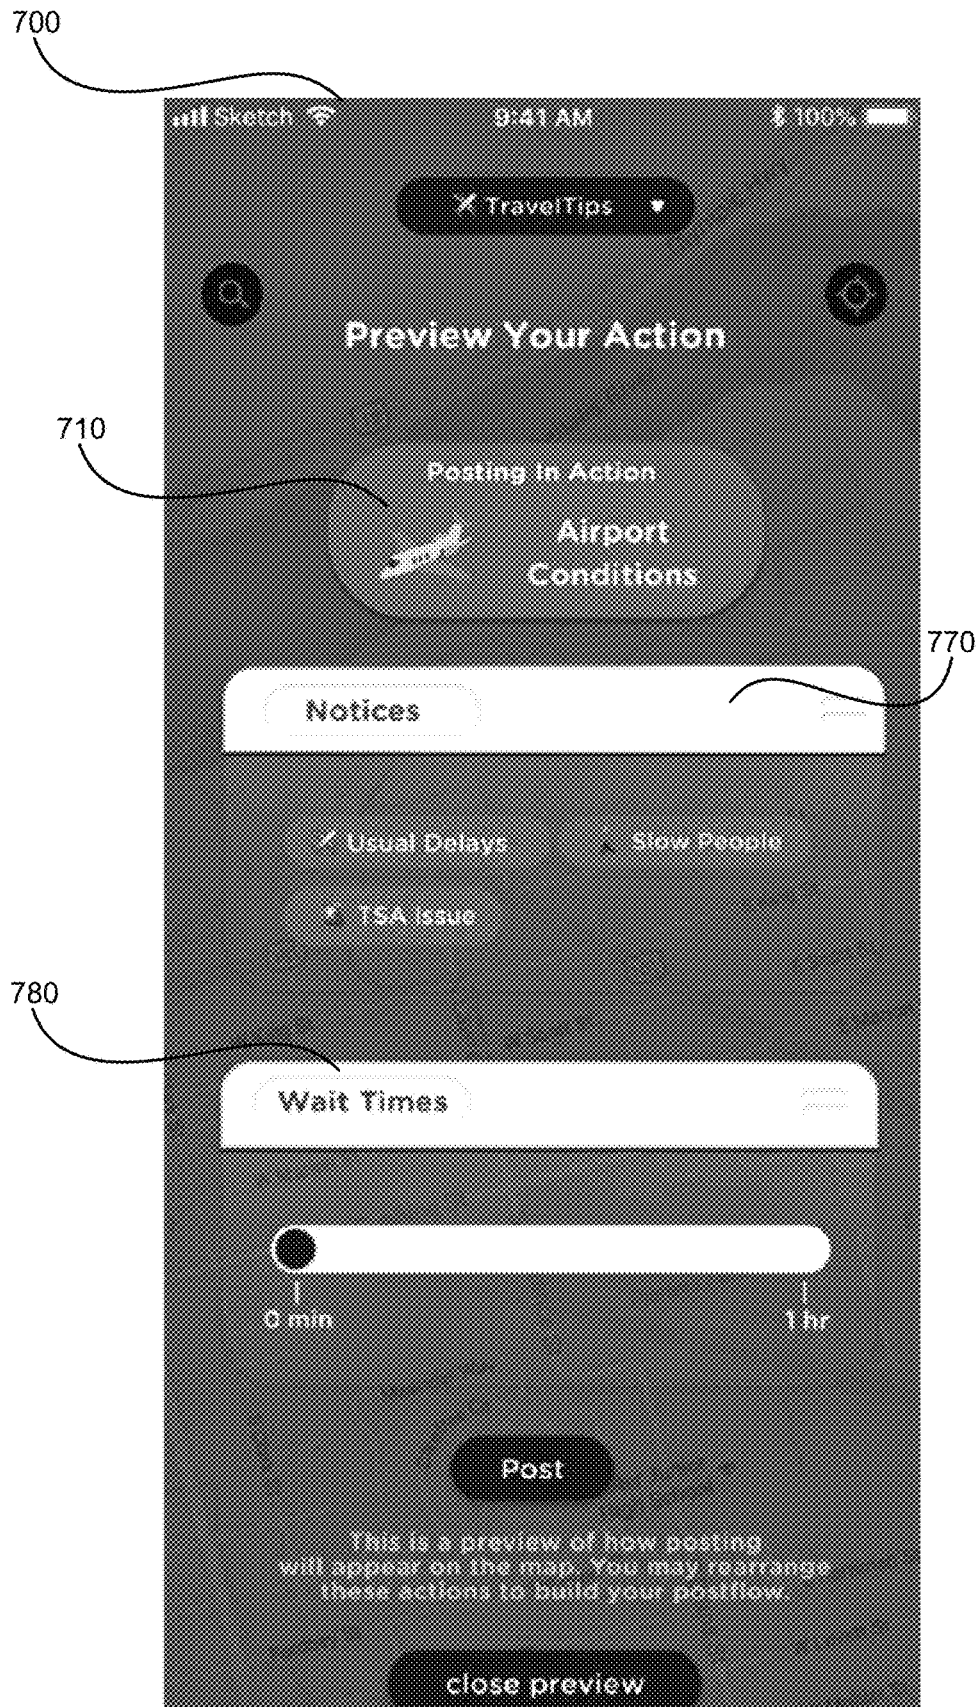 700
Sketch 9:41 AM 100%
TravelTips
Preview Your Action
710
Posting In Action
Airport
Conditions
770
Notices
Usual Delays Slow People
TSA Issue
780
Wait Times
0 min 1 hr
Post
This is a preview of how posting
will appear on the map. You may rearrange
these actions to build your postflow.
close preview